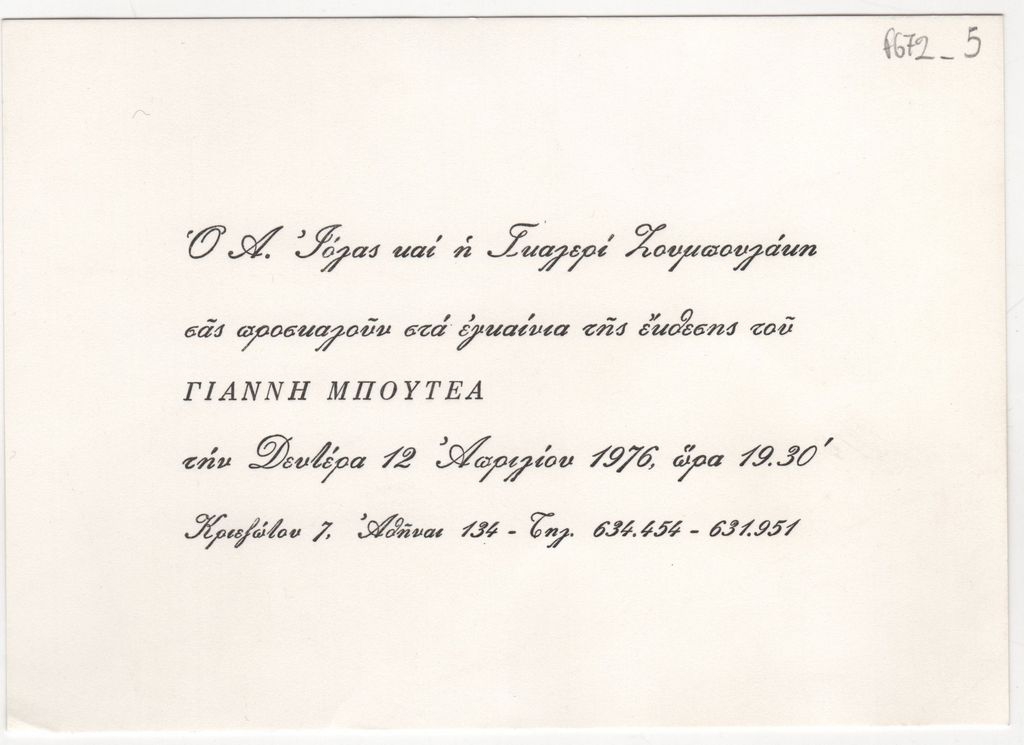 β672_5
Ὁ Α. Ἰόλας καί ἡ Γκαλερί Ζουμπουλάκη
σᾶς προσκαλοῦν στά ἐγκαίνια τῆς ἔκθεσης τοῦ
ΓΙΑΝΝΗ ΜΠΟΥΤΕΑ
τήν Δευτέρα 12 Ἀπριλίου 1976, ὥρα 19.30΄
Κριεζώτου 7, Ἀθῆναι 134 - Τηλ. 634.454 - 631.951